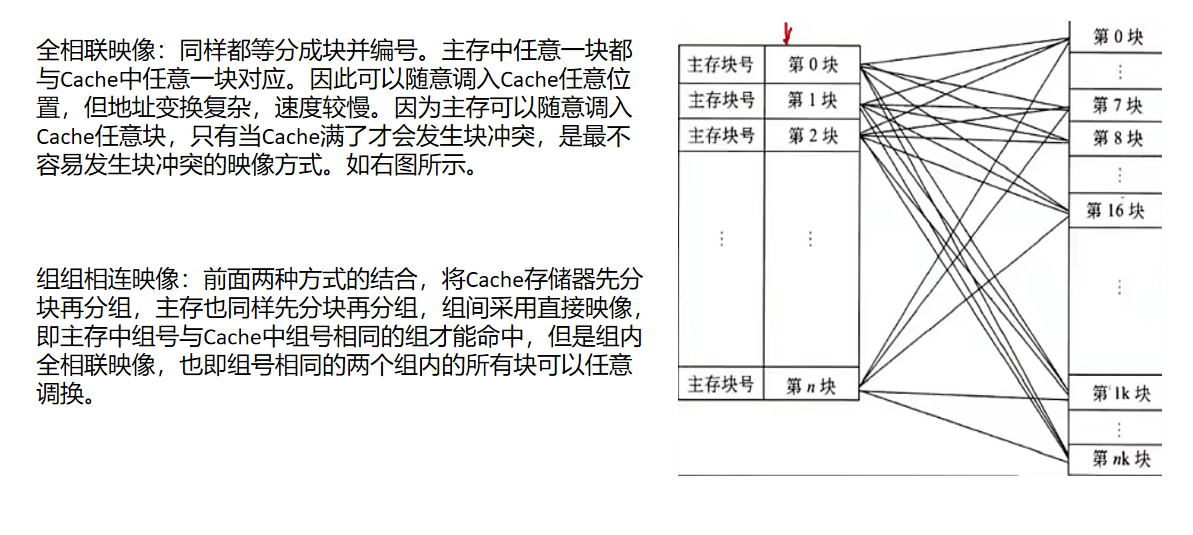 全相联映像：同样都等分成块并编号。主存中任意一块都
与Cache中任意一块对应。因此可以随意调入Cache任意位
置，但地址变换复杂，速度较慢。因为主存可以随意调入
Cache任意块，只有当Cache满了才会发生块冲突，是最不
容易发生块冲突的映像方式。如右图所示。
组组相连映像：前面两种方式的结合，将Cache存储器先分
块再分组，主存也同样先分块再分组，组间采用直接映像，
即主存中组号与Cache中组号相同的组才能命中，但是组内
全相联映像，也即组号相同的两个组内的所有块可以任意
调换。
主存块号 第 0 块
主存块号 第 1 块
主存块号 第 2 块
⋮ ⋮
主存块号 第 n 块
第 0 块
⋮
第 7 块
第 8 块
⋮
第 16 块
⋮
第 1k 块
⋮
第 nk 块